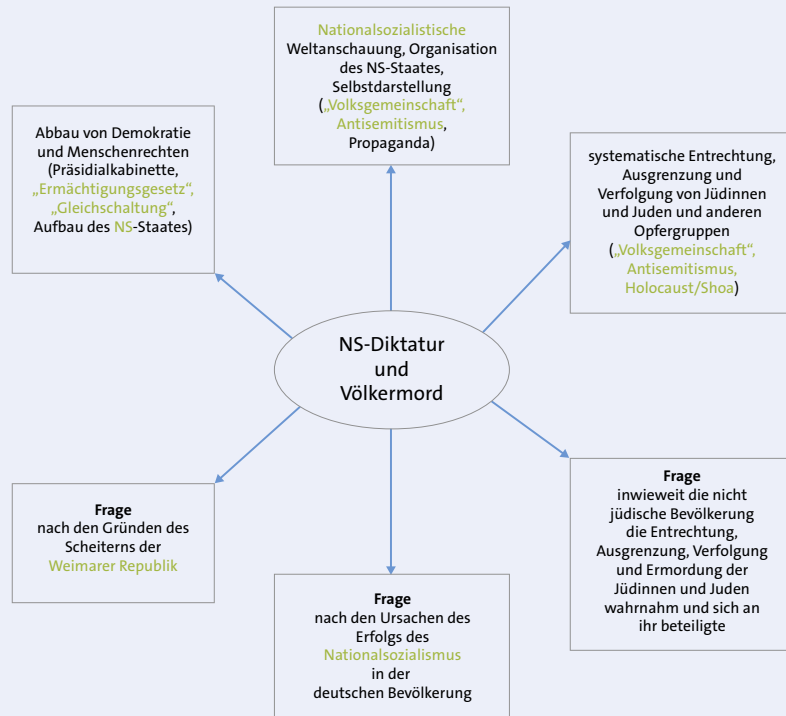 Nationalsozialistische
Weltanschauung, Organisation
des NS-Staates,
Selbstdarstellung
(„Volksgemeinschaft“,
Antisemitismus,
Propaganda)
Abbau von Demokratie
und Menschenrechten
(Präsidialkabinette,
„Ermächtigungsgesetz“,
„Gleichschaltung“,
Aufbau des NS-Staates)
systematische Entrechtung,
Ausgrenzung und
Verfolgung von Jüdinnen
und Juden und anderen
Opfergruppen
(„Volksgemeinschaft“,
Antisemitismus,
Holocaust/Shoa)
NS-Diktatur
und
Völkermord
Frage
nach den Gründen des
Scheiterns der
Weimarer Republik
Frage
nach den Ursachen des
Erfolgs des
Nationalsozialismus
in der
deutschen Bevölkerung
Frage
inwieweit die nicht
jüdische Bevölkerung
die Entrechtung,
Ausgrenzung, Verfolgung
und Ermordung der
Jüdinnen und Juden
wahrnahm und sich an
ihr beteiligte